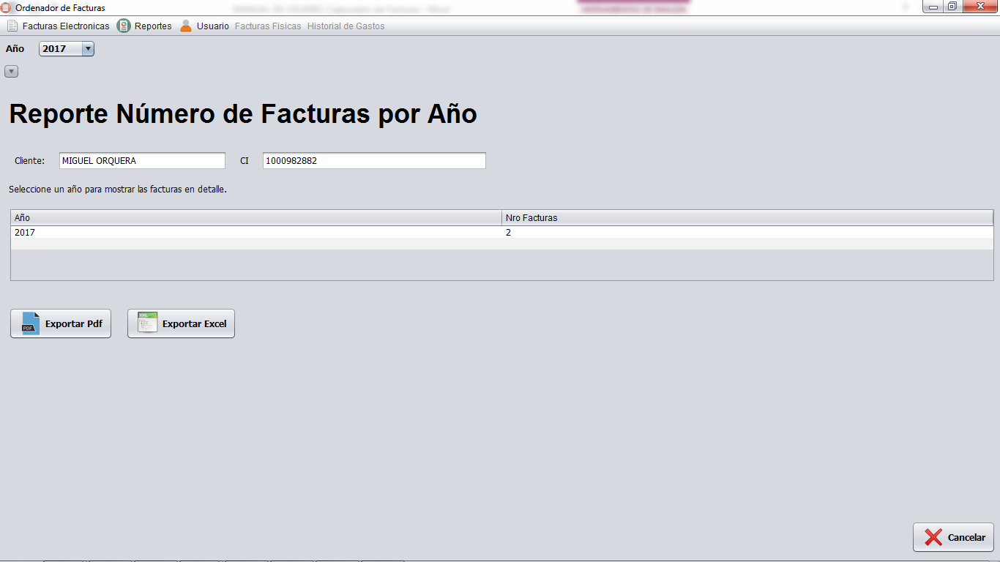 Ordenador de Facturas
Facturas Electronicas Reportes Usuario Facturas Fisicas Historial de Gastos
Año 2017
Reporte Número de Facturas por Año
Cliente: MIGUEL ORQUERA CI 1000982882
Seleccione un año para mostrar las facturas en detalle.
Año Nro Facturas
2017 2
PDF Exportar Pdf XML Exportar Excel
Cancelar